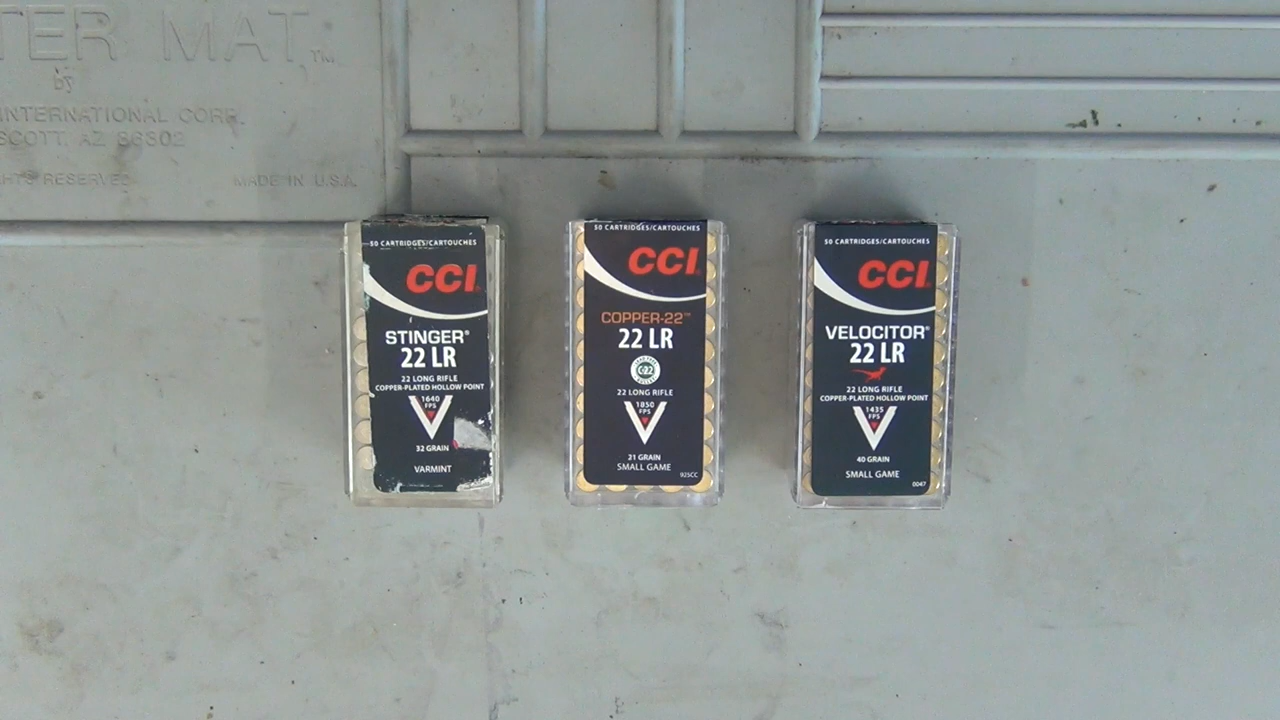 TER MAT™
by
INTERNATIONAL CORP.
SCOTT, AZ 86302
RESERVED
MADE IN U.S.A.
50 CARTRIDGES/CARTOUCHES
CCI
STINGER®
22 LR
22 LONG RIFLE
COPPER-PLATED HOLLOW POINT
1640
FPS
32 GRAIN
VARMINT
50 CARTRIDGES/CARTOUCHES
CCI
COPPER-22™
22 LR
C-22
22 LONG RIFLE
1850
FPS
21 GRAIN
SMALL GAME
925CC
50 CARTRIDGES/CARTOUCHES
CCI
VELOCITOR®
22 LR
22 LONG RIFLE
COPPER-PLATED HOLLOW POINT
1435
FPS
40 GRAIN
SMALL GAME
0047